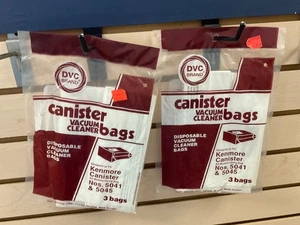 DVC
BRAND
canister
VACUUM
CLEANER bags
DISPOSABLE
VACUUM
CLEANER
BAGS
Kenmore
Canister
Nos. 5041
& 5045
3 bags
DVC
BRAND
canister
VACUUM
CLEANER bags
DISPOSABLE
VACUUM
CLEANER
BAGS
Kenmore
Canister
Nos. 5041
& 5045
3 bags